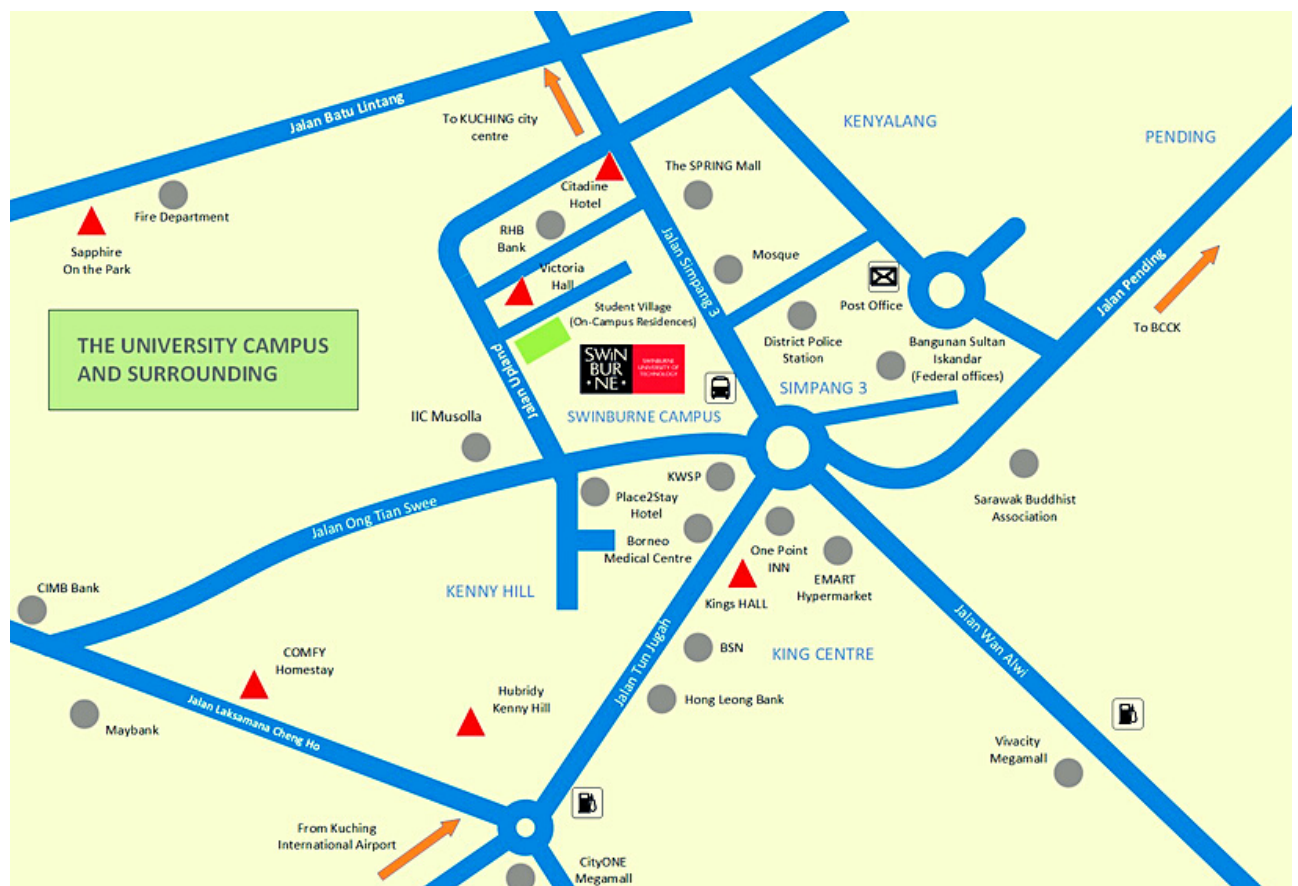 Jalan Batu Lintang
To KUCHING city
centre
KENYALANG
PENDING
Fire Department
Sapphire
On the Park
Citadine
Hotel
The SPRING Mall
RHB
Bank
Jalan Simpang 3
Mosque
Victoria
Hall
Post Office
Jalan Pending
To BCCK
Student Village
(On-Campus Residences)
THE UNIVERSITY CAMPUS
AND SURROUNDING
District Police
Station
Bangunan Sultan
Iskandar
(Federal offices)
SWIN
BUR
•NE•
SWINBURNE
UNIVERSITY OF
TECHNOLOGY
Jalan Upland
SIMPANG 3
IIC Musolla
SWINBURNE CAMPUS
KWSP
Place2Stay
Hotel
Sarawak Buddhist
Association
Jalan Ong Tian Swee
Borneo
Medical Centre
One Point
INN
EMART
Hypermarket
CIMB Bank
KENNY HILL
Kings HALL
Jalan Tun Jugah
BSN
KING CENTRE
Jalan Wan Alwi
COMFY
Homestay
Jalan Laksamana Cheng Ho
Hubridy
Kenny Hill
Hong Leong Bank
Maybank
Vivacity
Megamall
From Kuching
International Airport
CityONE
Megamall